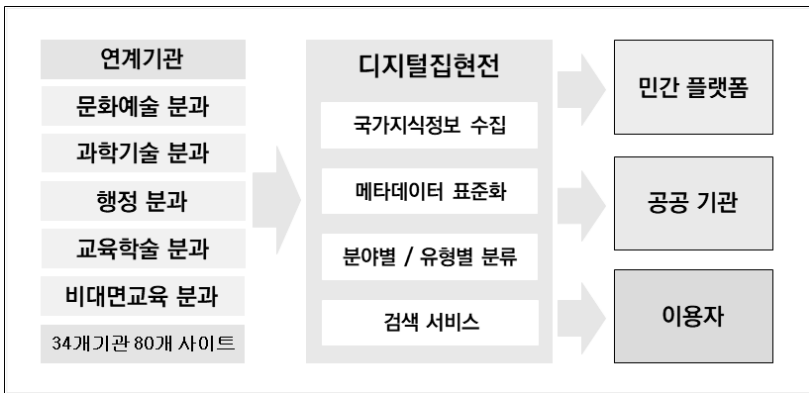 연계기관
문화예술 분과
과학기술 분과
행정 분과
교육학술 분과
비대면교육 분과
34개기관 80개 사이트
디지털집현전
국가지식정보 수집
메타데이터 표준화
분야별 / 유형별 분류
검색 서비스
민간 플랫폼
공공 기관
이용자